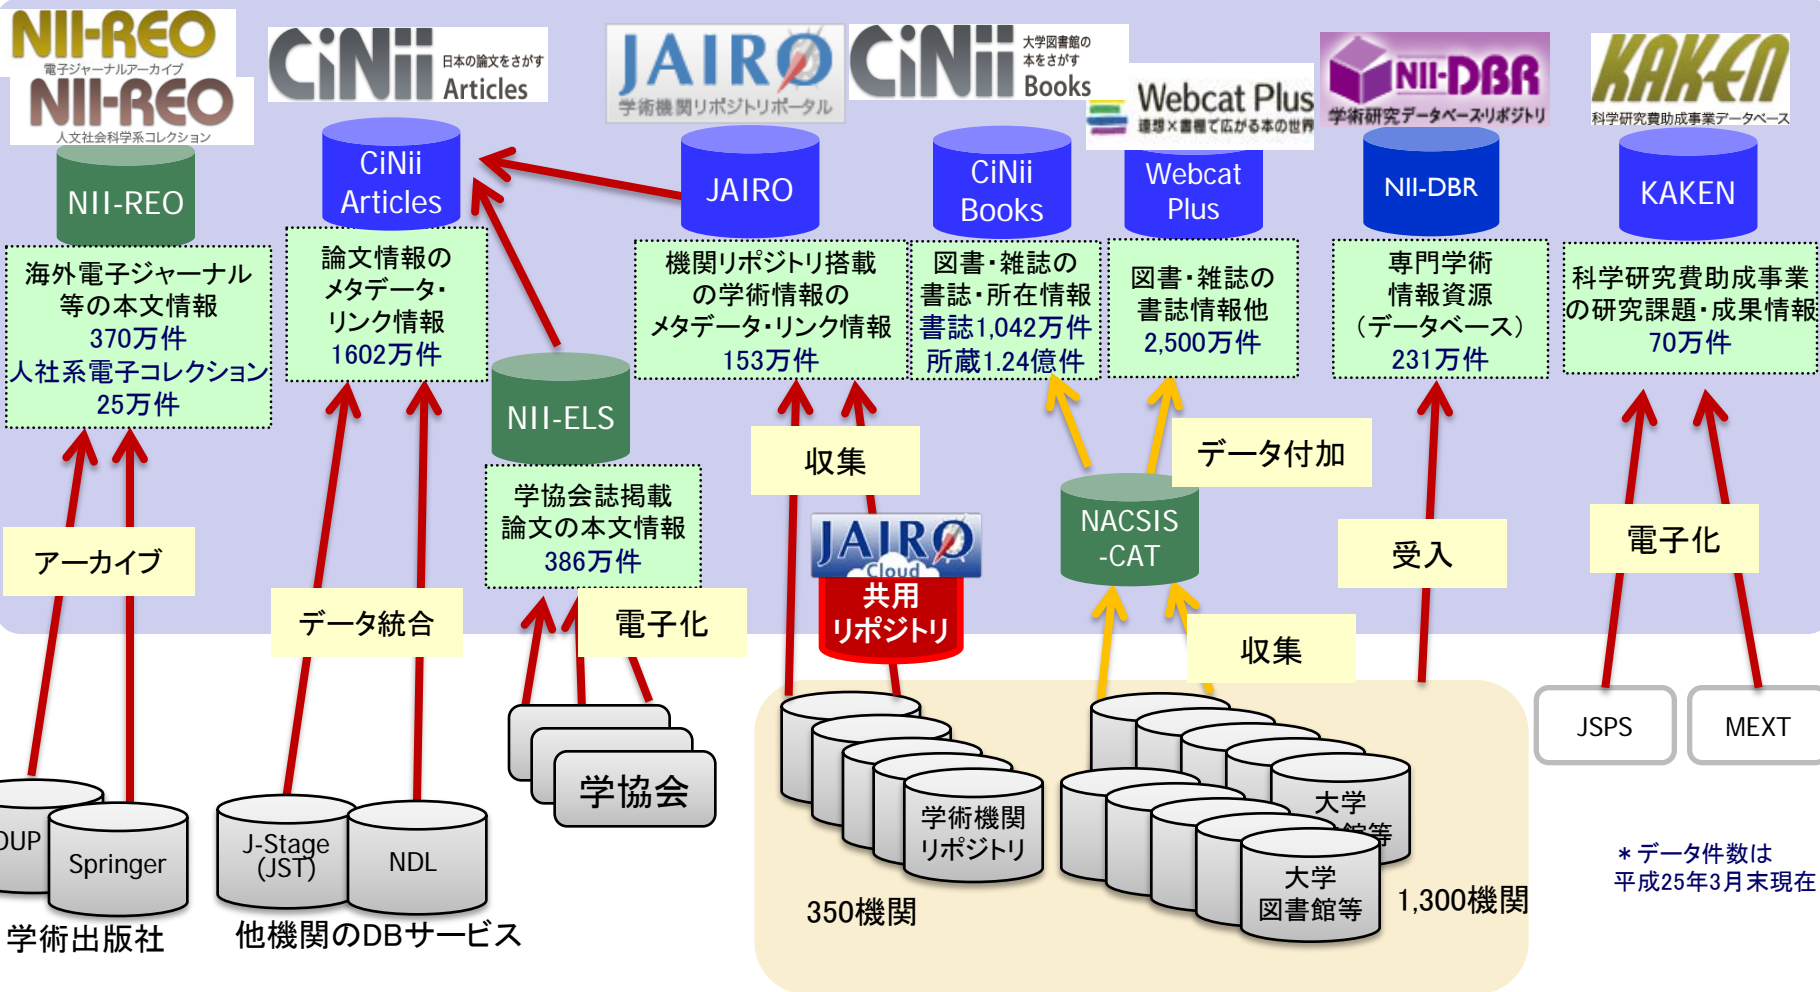 NII-REO
電子ジャーナルアーカイブ
NII-REO
人文社会科学系コレクション
CiNii 日本の論文をさがす
Articles
JAIRO
学術機関リポジトリポータル
CiNii 大学図書館の
本をさがす
Books
Webcat Plus
連想×書棚で広がる本の世界
NII-DBR
学術研究データベース・リポジトリ
KAKEN
科学研究費助成事業データベース
NII-REO
CiNii
Articles
JAIRO
CiNii
Books
Webcat
Plus
NII-DBR
KAKEN
海外電子ジャーナル
等の本文情報
370万件
人社系電子コレクション
25万件
論文情報の
メタデータ・
リンク情報
1602万件
機関リポジトリ搭載
の学術情報の
メタデータ・リンク情報
153万件
図書・雑誌の
書誌・所在情報
書誌1,042万件
所蔵1.24億件
図書・雑誌の
書誌情報他
2,500万件
専門学術
情報資源
（データベース）
231万件
科学研究費助成事業
の研究課題・成果情報
70万件
NII-ELS
学協会誌掲載
論文の本文情報
386万件
収集
データ付加
NACSIS
-CAT
JAIRO
Cloud
共用
リポジトリ
アーカイブ
データ統合
電子化
収集
受入
電子化
OUP
Springer
学術出版社
J-Stage
(JST)
NDL
他機関のDBサービス
学協会
学術機関
リポジトリ
350機関
大学
館等
大学
図書館等
1,300機関
JSPS
MEXT
＊データ件数は
平成25年3月末現在